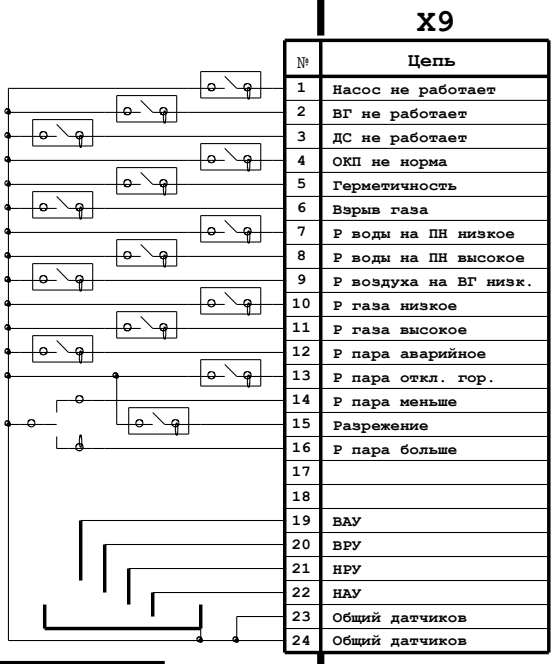 X9
№ Цепь
1 Насос не работает
2 ВГ не работает
3 ДС не работает
4 ОКП не норма
5 Герметичность
6 Взрыв газа
7 Р воды на ПН низкое
8 Р воды на ПН высокое
9 Р воздуха на ВГ низк.
10 Р газа низкое
11 Р газа высокое
12 Р пара аварийное
13 Р пара откл. гор.
14 Р пара меньше
15 Разрежение
16 Р пара больше
17
18
19 ВАУ
20 ВРУ
21 НРУ
22 НАУ
23 Общий датчиков
24 Общий датчиков